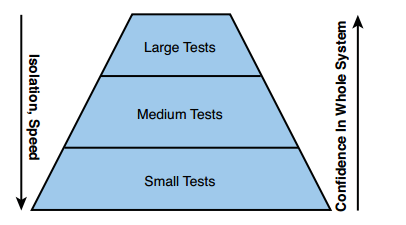 Large Tests
Medium Tests
Small Tests
Isolation, Speed
Confidence In Whole System